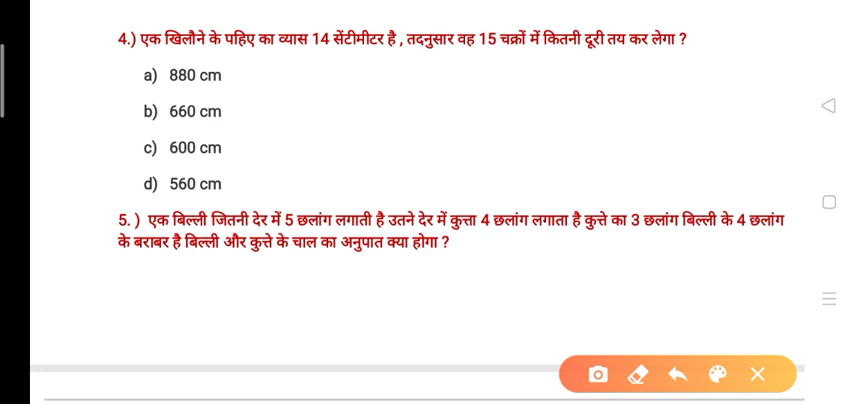 4.) एक खिलौने के पहिए का व्यास 14 सेंटीमीटर है , तदनुसार वह 15 चक्रों में कितनी दूरी तय कर लेगा ?
a) 880 cm
b) 660 cm
c) 600 cm
d) 560 cm
5. ) एक बिल्ली जितनी देर में 5 छलांग लगाती है उतने देर में कुत्ता 4 छलांग लगाता है कुत्ते का 3 छलांग बिल्ली के 4 छलांग
के बराबर है बिल्ली और कुत्ते के चाल का अनुपात क्या होगा ?